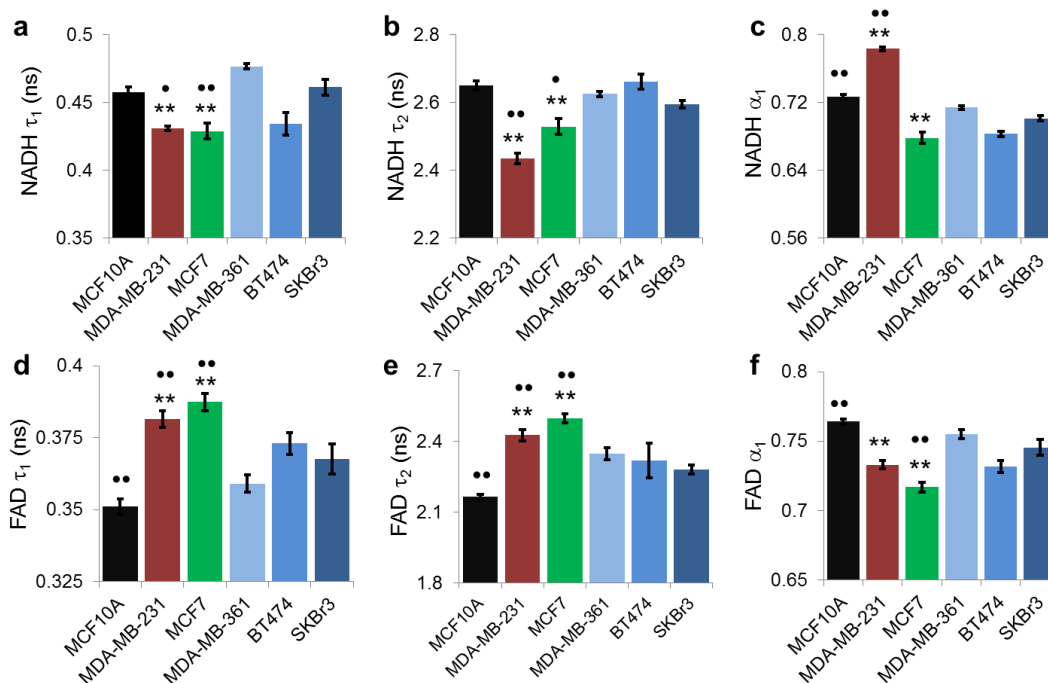 a
NADH τ1 (ns)
0.5
0.45
0.4
0.35
• ••
** **
MCF10A
MDA-MB-231
MCF7
MDA-MB-361
BT474
SKBr3
b
NADH τ2 (ns)
2.8
2.6
2.4
2.2
•• •
** **
MCF10A
MDA-MB-231
MCF7
MDA-MB-361
BT474
SKBr3
c
NADH α1
0.8
0.72
0.64
0.56
•• ••
** **
MCF10A
MDA-MB-231
MCF7
MDA-MB-361
BT474
SKBr3
d
FAD τ1 (ns)
0.4
0.375
0.35
0.325
•• •• ••
** **
MCF10A
MDA-MB-231
MCF7
MDA-MB-361
BT474
SKBr3
e
FAD τ2 (ns)
2.7
2.4
2.1
1.8
•• •• ••
** **
MCF10A
MDA-MB-231
MCF7
MDA-MB-361
BT474
SKBr3
f
FAD α1
0.8
0.75
0.7
0.65
•• ••
** **
MCF10A
MDA-MB-231
MCF7
MDA-MB-361
BT474
SKBr3